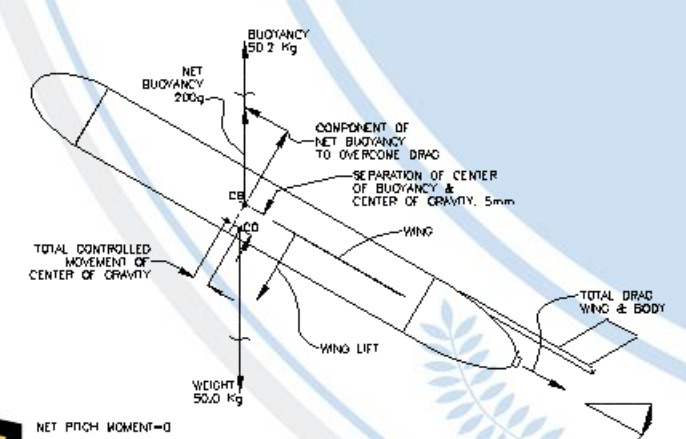 BUOYANCY
50.2 Kg
NET
BUOYANCY
200g
COMPONENT OF
NET BUOYANCY
TO OVERCOME DRAG
SEPARATION OF CENTER
OF BUOYANCY &
CENTER OF GRAVITY, 5mm
CB
CG
WING
TOTAL CONTROLLED
MOVEMENT OF
CENTER OF GRAVITY
TOTAL DRAG
WING & BODY
WING LIFT
WEIGHT
50.0 Kg
NET PITCH MOMENT=0